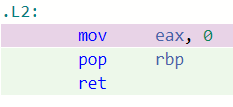 .L2:
mov eax, 0
pop rbp
ret